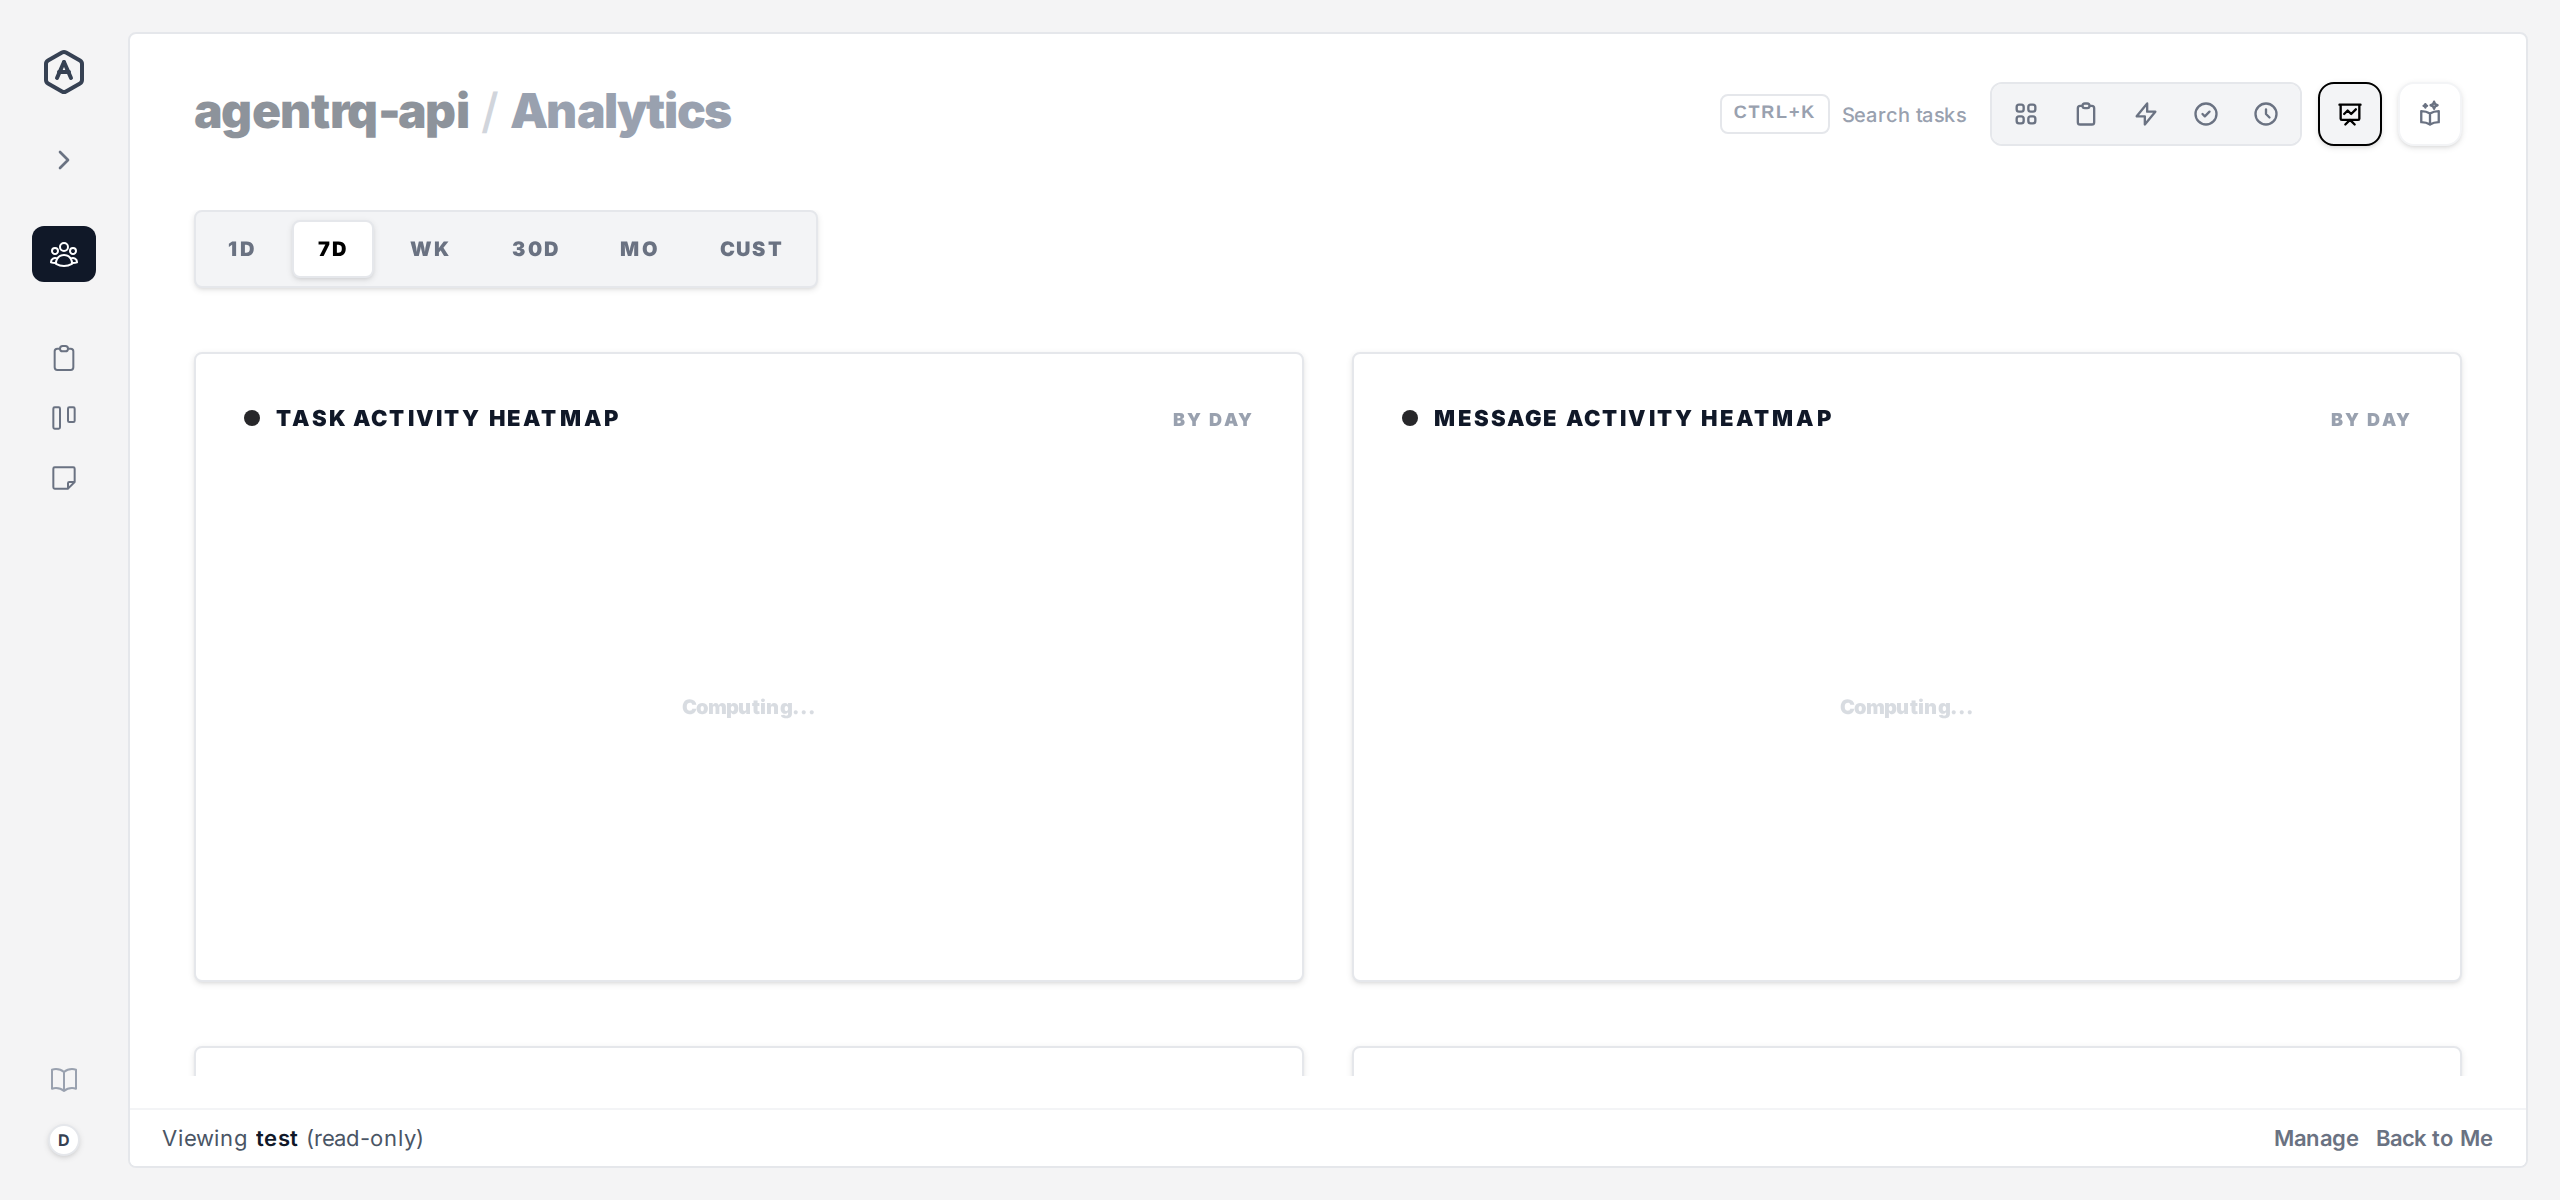 agentrq-api / Analytics
CTRL+K Search tasks
1D 7D WK 30D MO CUST
TASK ACTIVITY HEATMAP BY DAY
MESSAGE ACTIVITY HEATMAP BY DAY
Computing...
Computing...
Viewing test (read-only)
Manage Back to Me
D